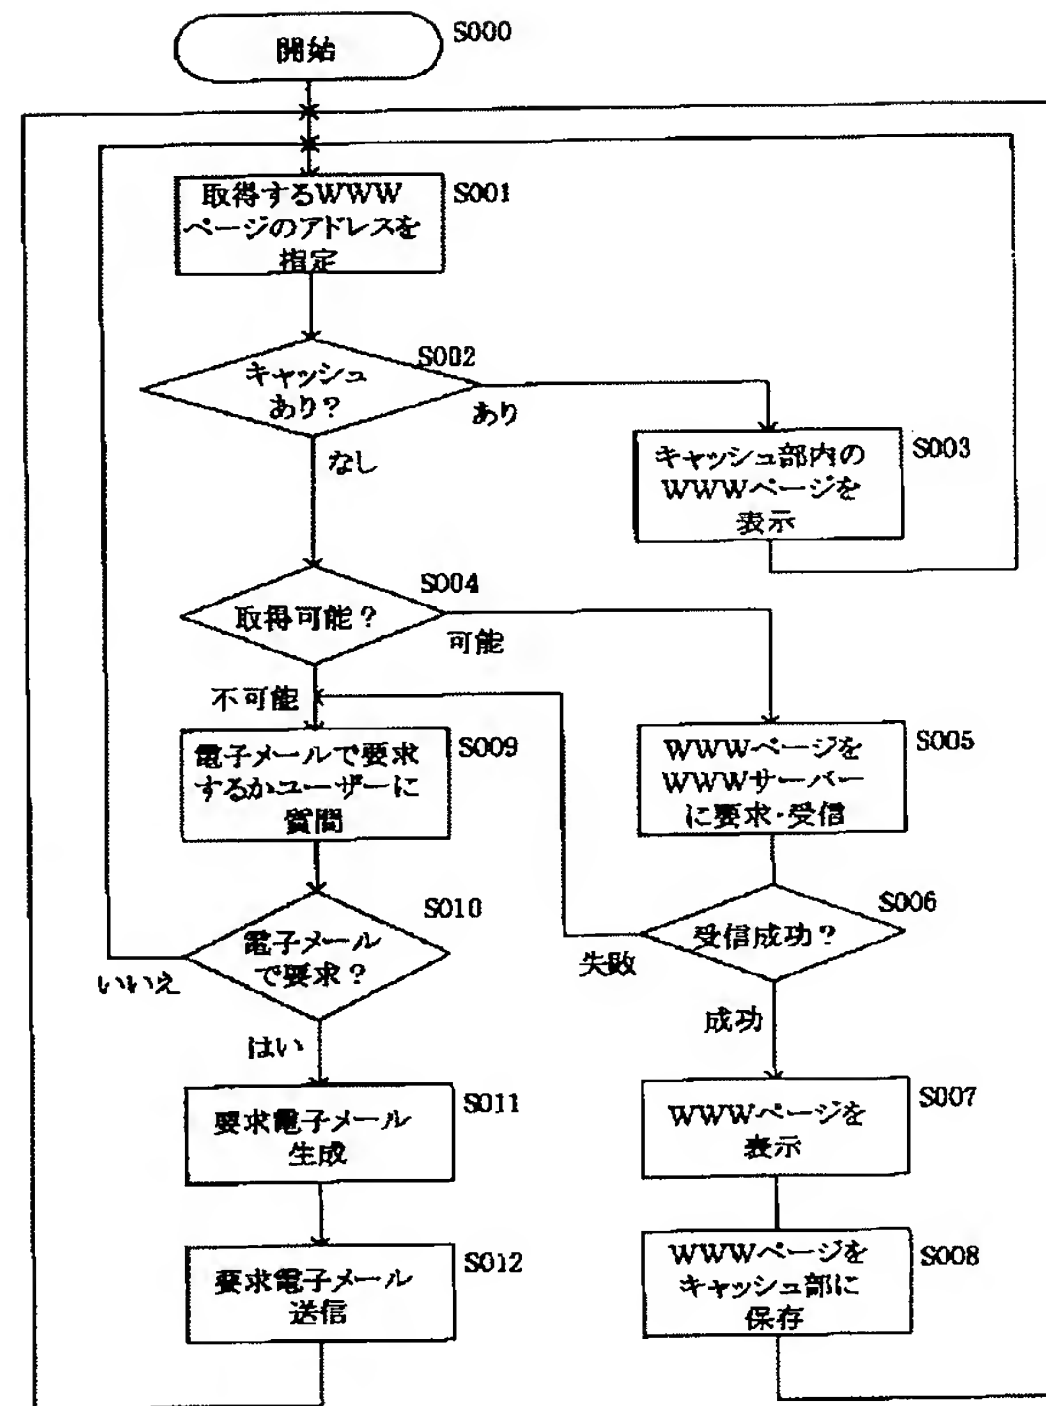 開始
S000
取得するWWW
ページのアドレスを
指定
S001
キャッシュ
あり?
S002
あり
なし
キャッシュ部内の
WWWページを
表示
S003
取得可能?
S004
可能
不可能
電子メールで要求
するかユーザーに
質問
S009
WWWページを
WWWサーバー
に要求・受信
S005
電子メール
で要求?
S010
いいえ
はい
受信成功?
S006
失敗
成功
要求電子メール
生成
S011
WWWページを
表示
S007
要求電子メール
送信
S012
WWWページを
キャッシュ部に
保存
S008